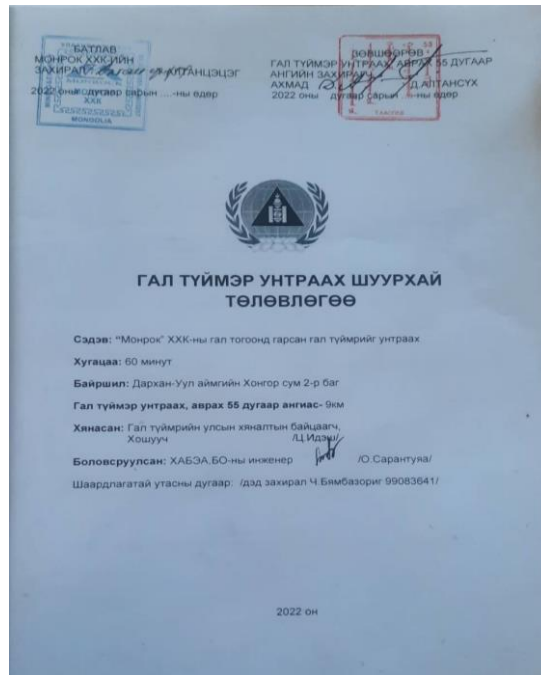 БАТЛАВ
МОНРОК ХХК-ИЙН
ЗАХИРАЛ АЛТАНЦЭЦЭГ
2022 оны дугаар сарын ... -ны өдөр
ХХК
MONGOLIA
ЗӨВШӨӨРӨВ
ГАЛ ТҮЙМЭР УНТРААХ, АВРАХ 55 ДУГААР
АНГИЙН ЗАХИРАГЧ
АХМАД Д.АЛТАНСҮХ
2022 оны дугаар сарын -ны өдөр
ГАЛ ТҮЙМЭР УНТРААХ ШУУРХАЙ
ТӨЛӨВЛӨГӨӨ
Сэдэв: “Монрок” ХХК-ны гал тогоонд гарсан гал түймрийг унтраах
Хугацаа: 60 минут
Байршил: Дархан-Уул аймгийн Хонгор сум 2-р баг
Гал түймэр унтраах, аврах 55 дугаар ангиас- 9км
Хянасан: Гал түймрийн улсын хяналтын байцаагч,
Хошууч /Ц.Идэш/
Боловсруулсан: ХАБЭА,БО-ны инженер /О.Сарантуяа/
Шаардлагатай утасны дугаар: /дэд захирал Ч.Бямбазориг 99083641/
2022 он